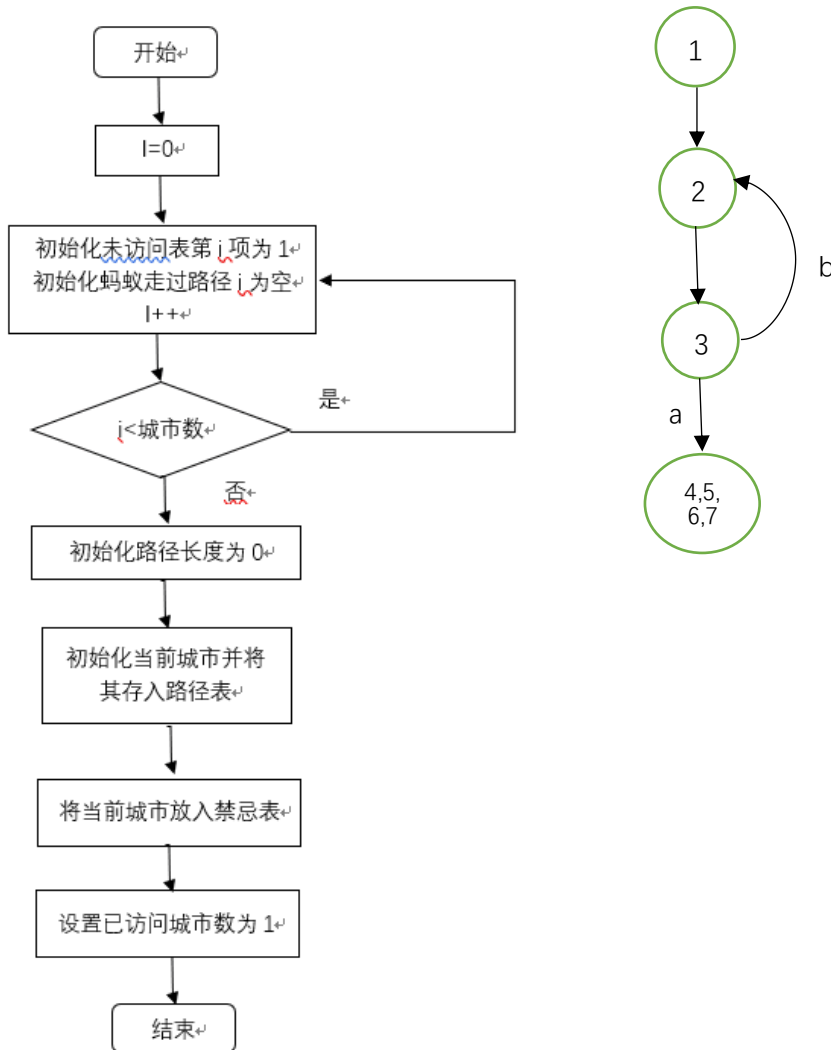 开始
I=0
初始化未访问表第 i 项为 1
初始化蚂蚁走过路径 i 为空
I++
是
i<城市数
否
初始化路径长度为 0
初始化当前城市并将
其存入路径表
将当前城市放入禁忌表
设置已访问城市数为 1
结束
1
2
b
3
a
4,5,
6,7